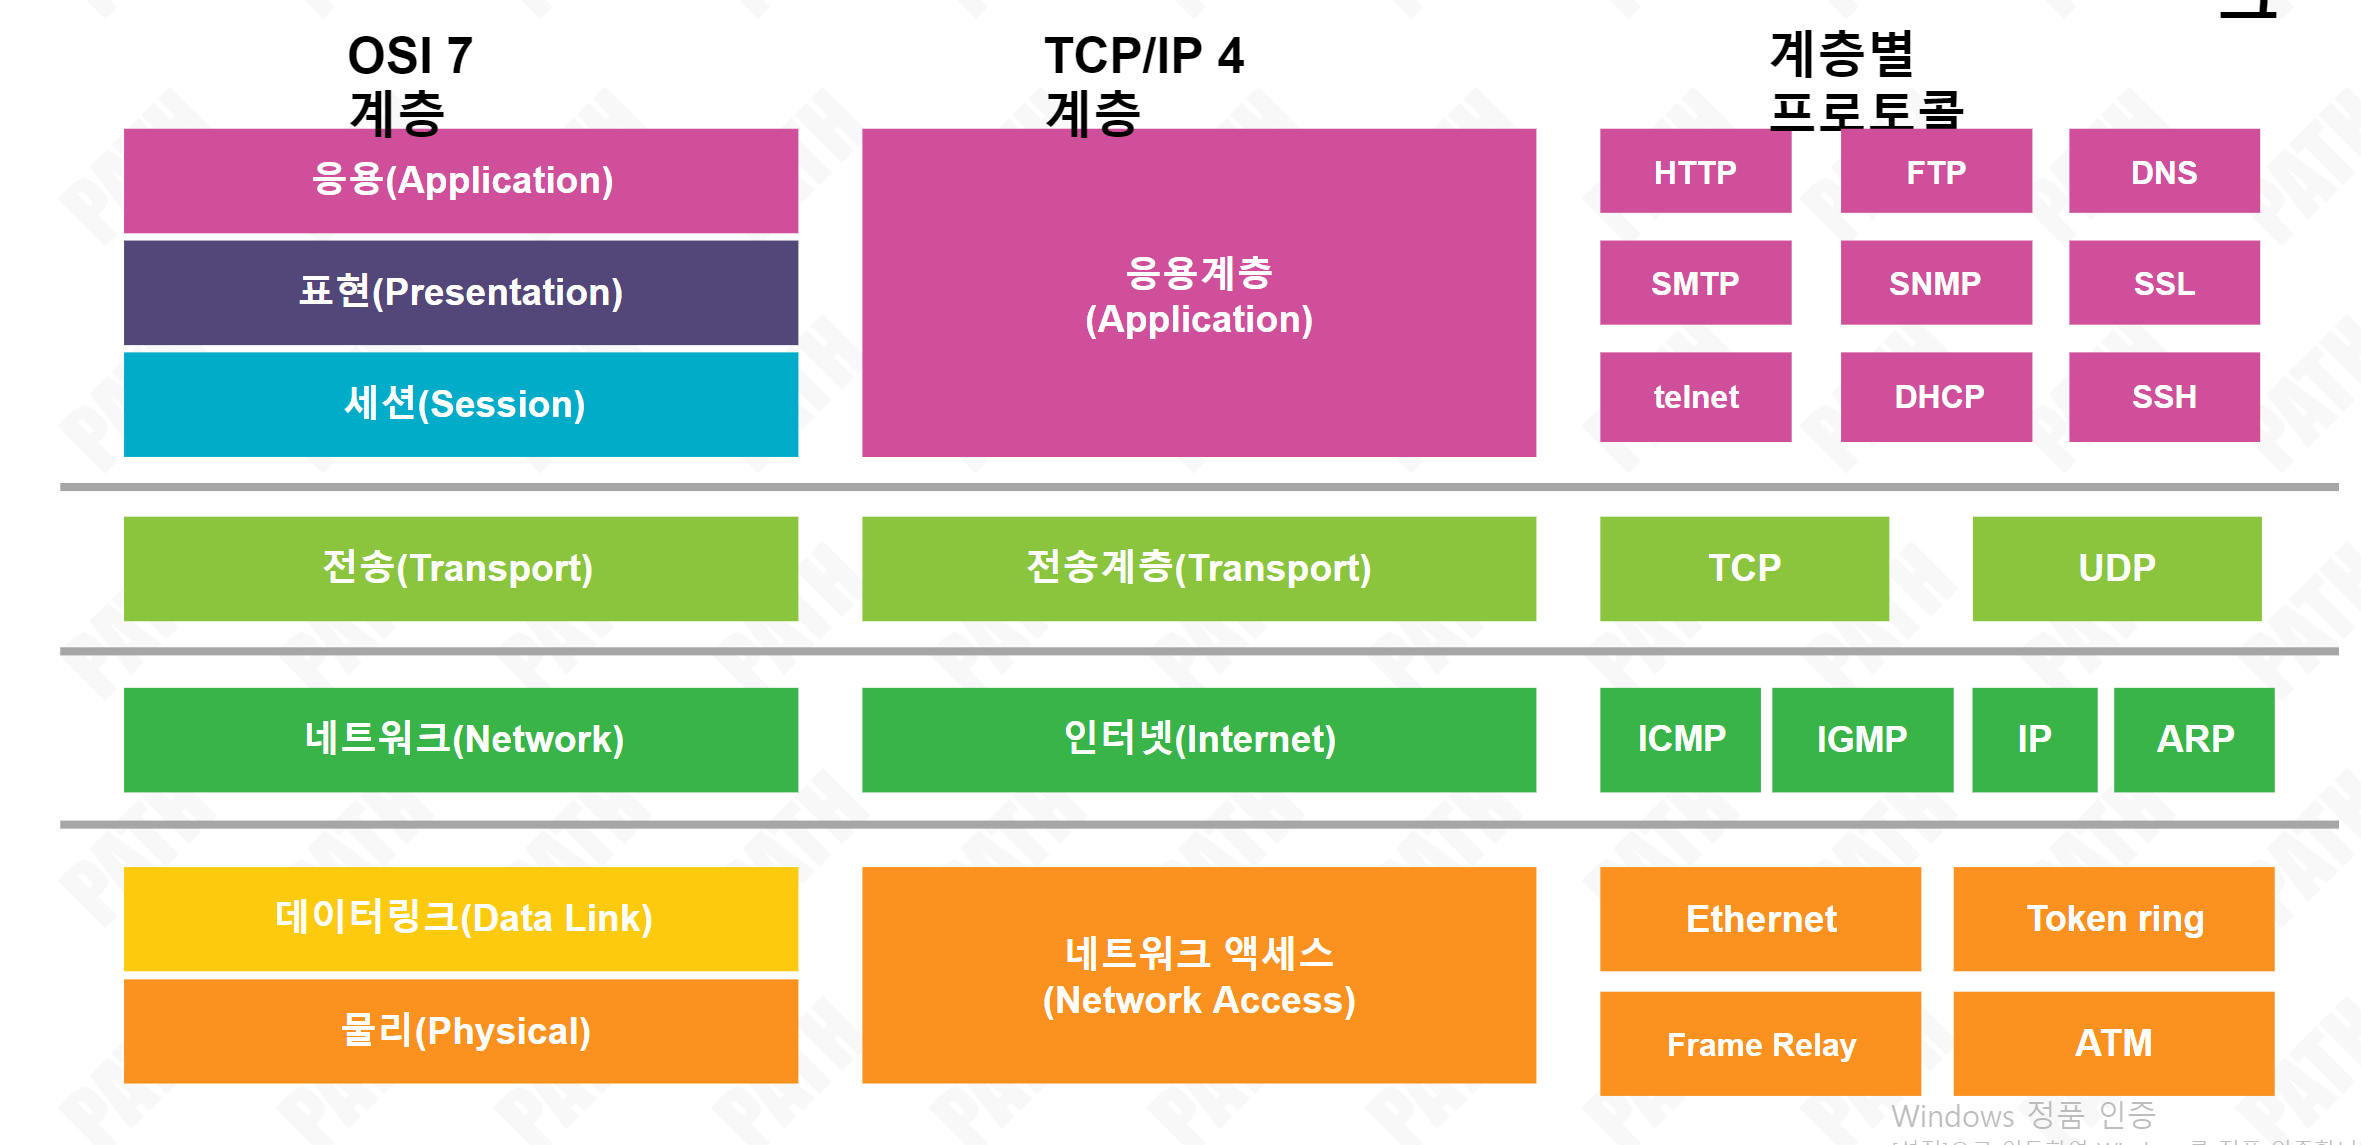 OSI 7
계층
TCP/IP 4
계층
계층별
프로토콜
응용(Application)
표현(Presentation)
세션(Session)
응용계층
(Application)
HTTP
FTP
DNS
SMTP
SNMP
SSL
telnet
DHCP
SSH
전송(Transport)
전송계층(Transport)
TCP
UDP
네트워크(Network)
인터넷(Internet)
ICMP
IGMP
IP
ARP
데이터링크(Data Link)
물리(Physical)
네트워크 액세스
(Network Access)
Ethernet
Token ring
Frame Relay
ATM
Windows 정품 인증
PATH